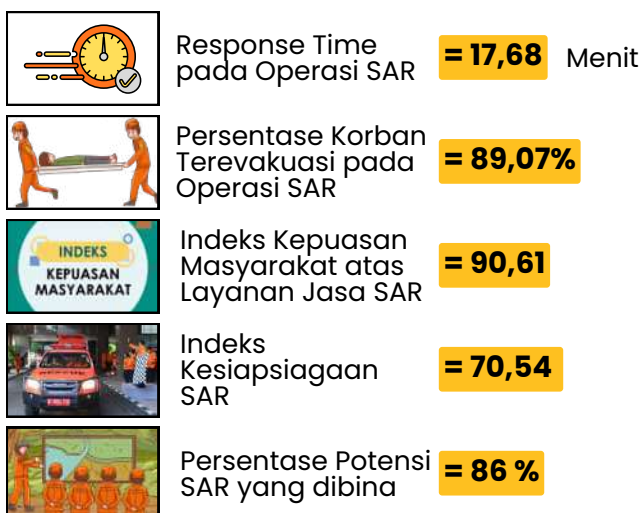 Response Time
pada Operasi SAR
= 17,68 Menit
Persentase Korban
Terevakuasi pada
Operasi SAR
= 89,07%
INDEKS
KEPUASAN
MASYARAKAT
Indeks Kepuasan
Masyarakat atas
Layanan Jasa SAR
= 90,61
Indeks
Kesiapsiagaan
SAR
= 70,54
Persentase Potensi
SAR yang dibina
= 86 %